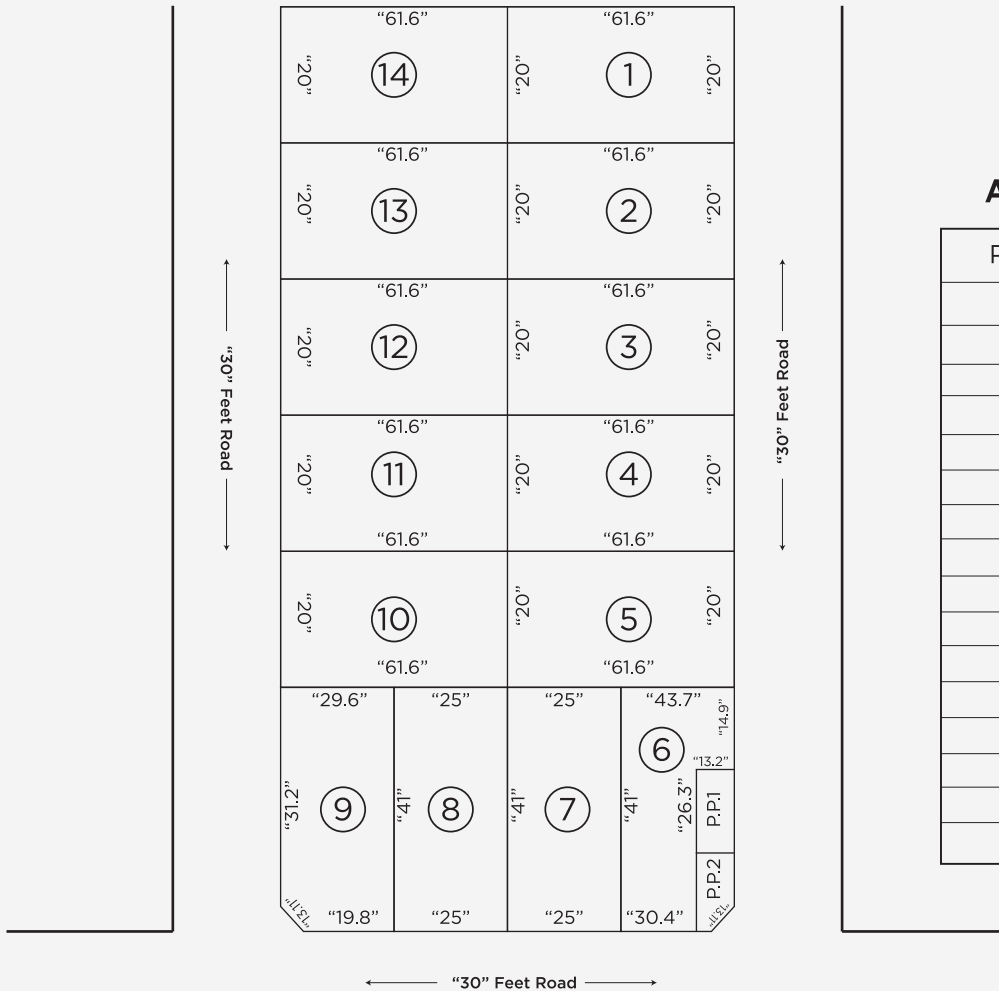 “61.6” “61.6”
“20” 14 “20” 1 “20”
“61.6” “61.6”
“20” 13 “20” 2 “20”
“61.6” “61.6”
“20” 12 “20” 3 “20”
“30” Feet Road
“30” Feet Road
“61.6” “61.6”
“20” 11 “20” 4 “20”
“61.6” “61.6”
“20” 10 “20” 5 “20”
“61.6” “61.6”
“29.6” “25” “25” “43.7”
“14.9”
6
“13.2”
“31.2” 9 “41” 8 “41” 7 “41” “26.3” P.P.1
P.P.2
“13.11” “19.8” “25” “25” “30.4” “13.11”
“30” Feet Road
A
P